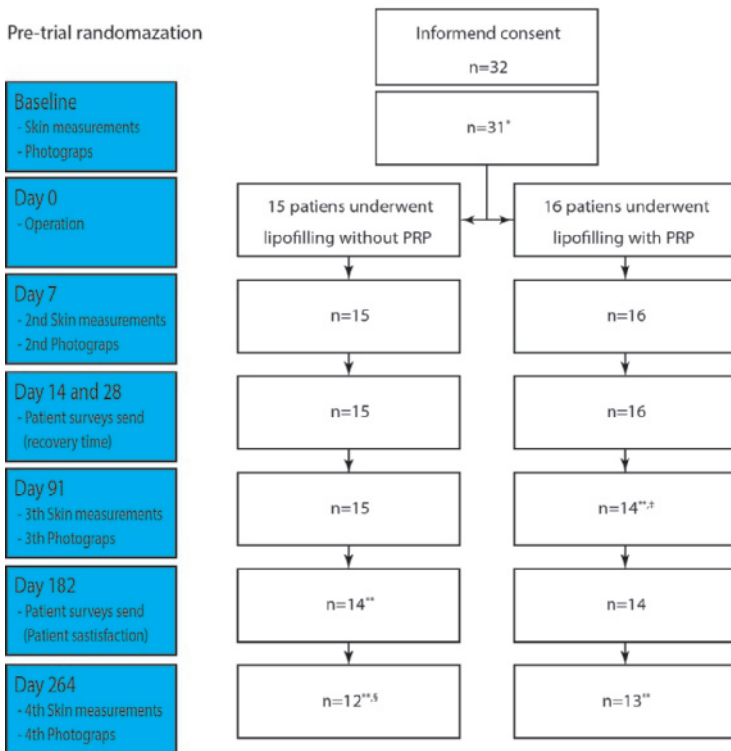 Pre-trial randomazation
Informend consent
n=32
n=31*
Baseline
- Skin measurements
- Photograps
Day 0
- Operation
15 patiens underwent
lipofilling without PRP
16 patiens underwent
lipofilling with PRP
Day 7
- 2nd Skin measurements
- 2nd Photograps
n=15
n=16
Day 14 and 28
- Patient surveys send
(recovery time)
n=15
n=16
Day 91
- 3th Skin measurements
- 3th Photograps
n=15
n=14**,‡
Day 182
- Patient surveys send
(Patient sastisfaction)
n=14**
n=14
Day 264
- 4th Skin measurements
- 4th Photograps
n=12**,§
n=13**